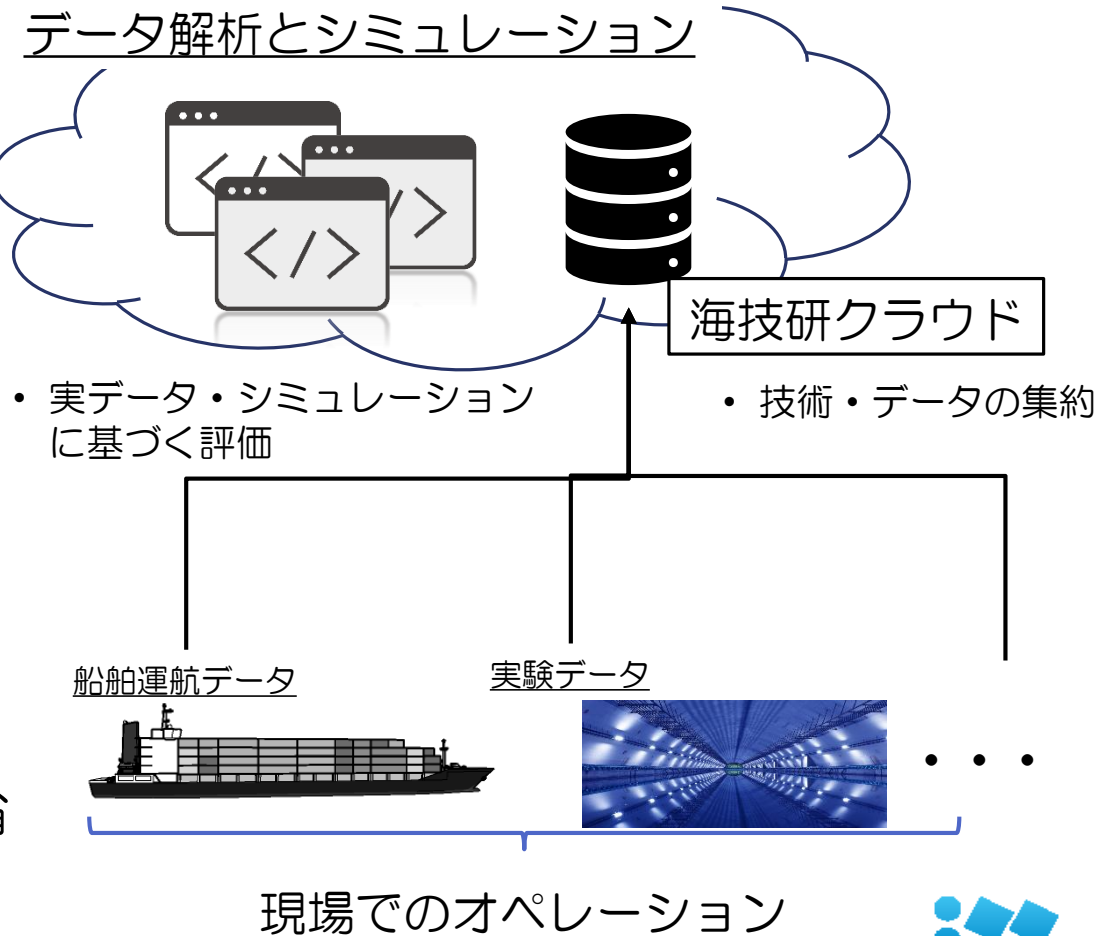 データ解析とシミュレーション
</>
</>
</>
海技研クラウド
• 実データ・シミュレーション
に基づく評価
• 技術・データの集約
船舶運航データ
実験データ
・・・
現場でのオペレーション